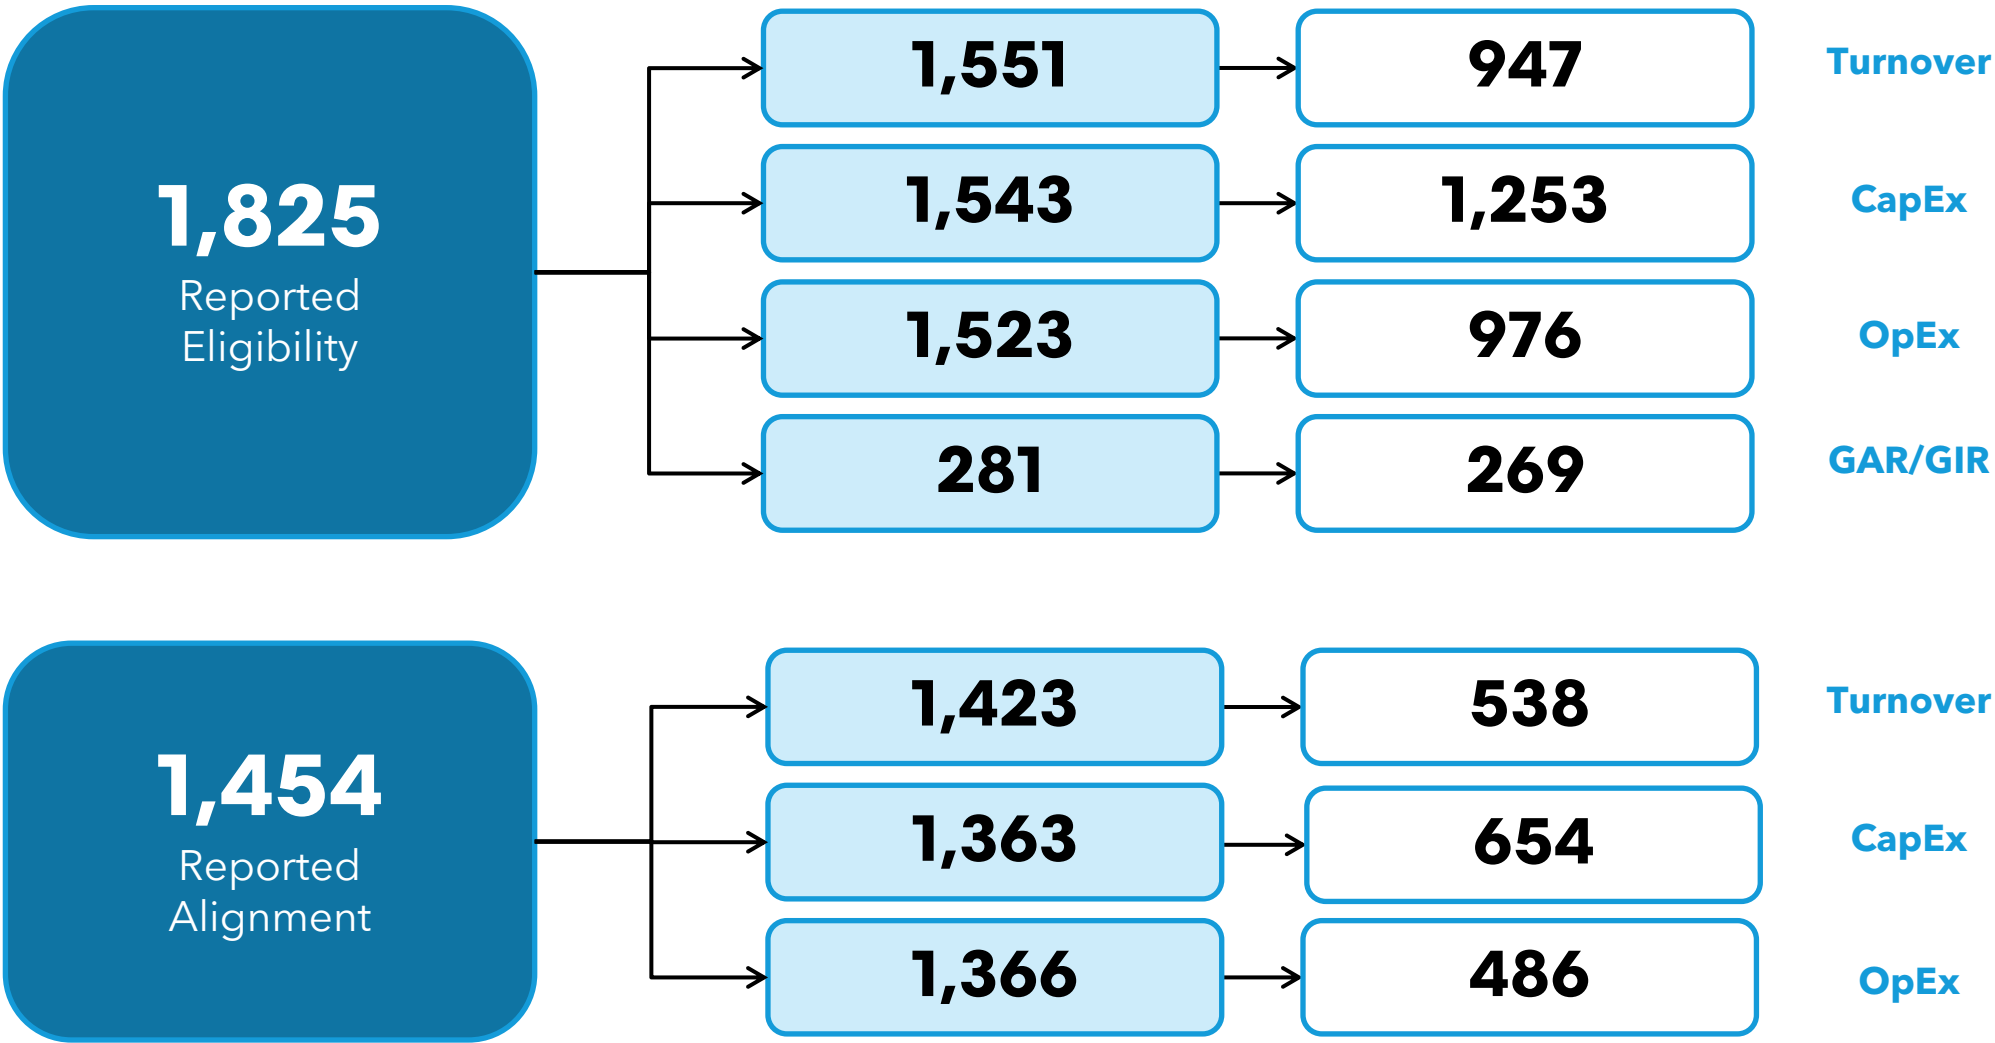 1,825
Reported
Eligibility
1,551
947
Turnover
1,543
1,253
CapEx
1,523
976
OpEx
281
269
GAR/GIR
1,454
Reported
Alignment
1,423
538
Turnover
1,363
654
CapEx
1,366
486
OpEx